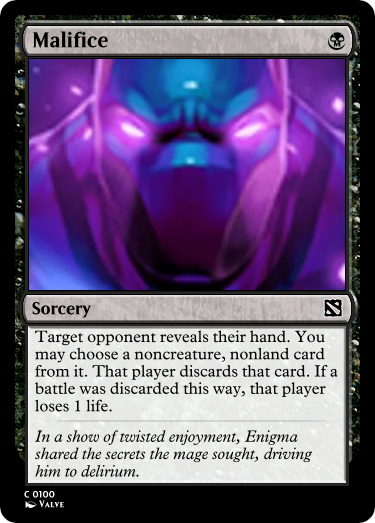 Malifice
Sorcery
Target opponent reveals their hand. You
may choose a noncreature, nonland card
from it. That player discards that card. If a
battle was discarded this way, that player
loses 1 life.
In a show of twisted enjoyment, Enigma
shared the secrets the mage sought, driving
him to delirium.
C 0100
Valve